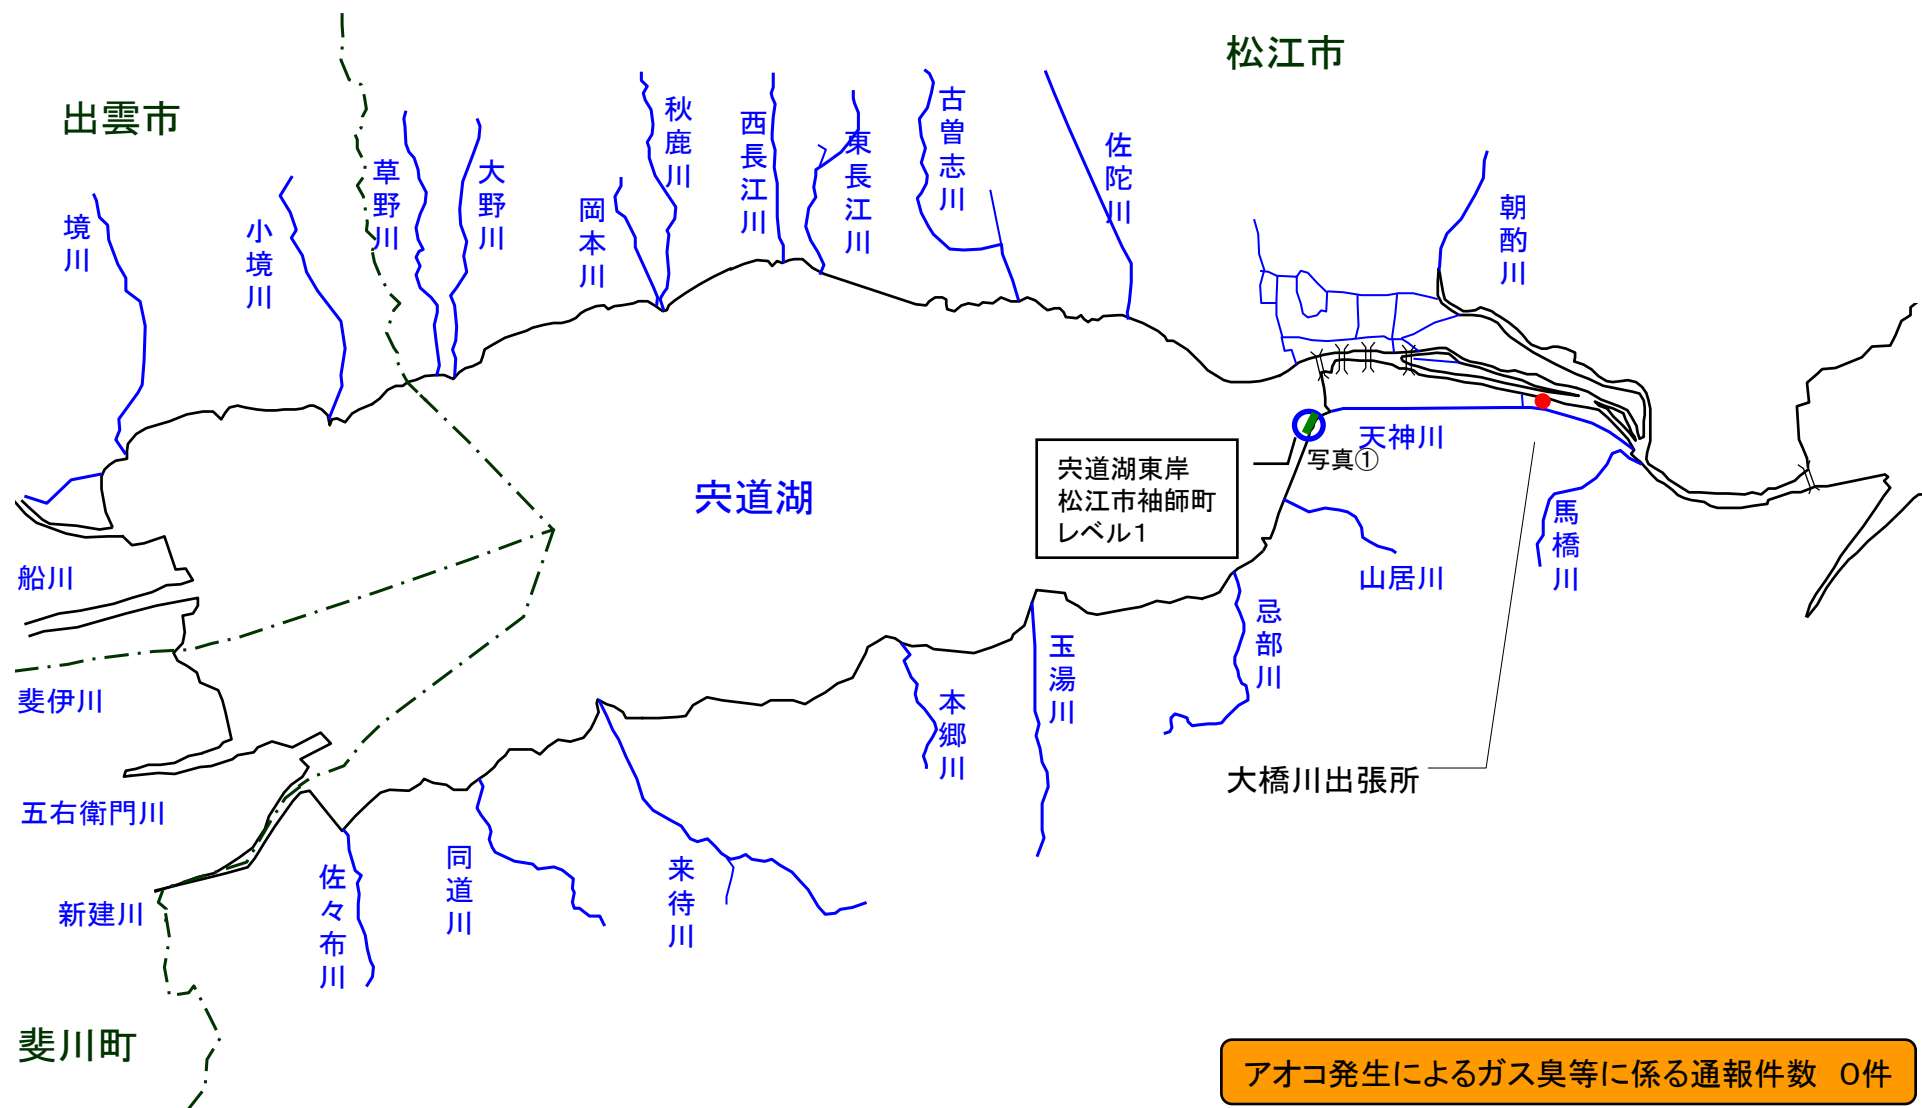 松江市
出雲市
境川
小境川
草野川
大野川
岡本川
秋鹿川
西長江川
東長江川
古曽志川
佐陀川
朝酌川
天神川
写真①
宍道湖東岸
松江市袖師町
レベル1
宍道湖
馬橋川
山居川
忌部川
玉湯川
本郷川
大橋川出張所
船川
斐伊川
五右衛門川
新建川
佐々布川
同道川
来待川
斐川町
アオコ発生によるガス臭等に係る通報件数 0件